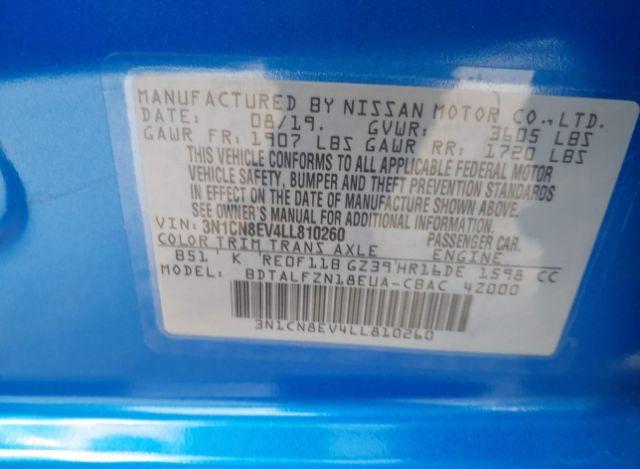 MANUFACTURED BY NISSAN MOTOR CO.,LTD.
DATE: 08/19. GVWR: 3605 LBS
GAWR FR: 1907 LBS GAWR RR: 1720 LBS
THIS VEHICLE CONFORMS TO ALL APPLICABLE FEDERAL MOTOR
VEHICLE SAFETY, BUMPER AND THEFT PREVENTION STANDARDS
IN EFFECT ON THE DATE OF MANUFACTURE SHOWN ABOVE.
SEE OWNER'S MANUAL FOR ADDITIONAL INFORMATION.
VIN: 3N1CN8EV4LL810260 PASSENGER CAR.
COLOR TRIM TRANS AXLE ENGINE
B51 K RE0F11B GZ39 HR16DE 1598 CC
MODEL: BDTALFZN18EUA-CBAC 4Z000
3N1CN8EV4LL810260